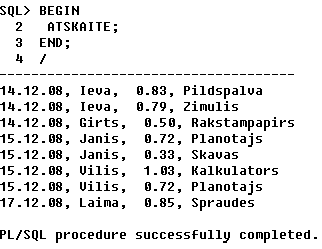 SQL> BEGIN
2 ATSKAITE;
3 END;
4 /
-----------------------------------
14.12.08, Ieva, 0.83, Pildspalva
14.12.08, Ieva, 0.79, Zimulis
14.12.08, Girts, 0.50, Rakstampapirs
15.12.08, Janis, 0.72, Planotajs
15.12.08, Janis, 0.33, Skavas
15.12.08, Vilis, 1.03, Kalkulators
15.12.08, Vilis, 0.72, Planotajs
17.12.08, Laima, 0.85, Spraudes
PL/SQL procedure successfully completed.